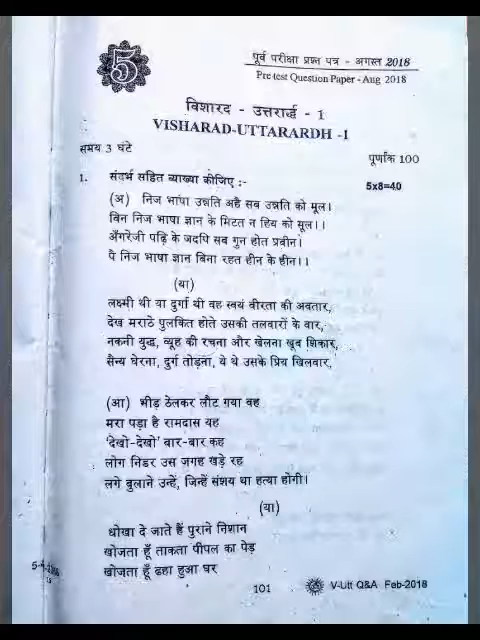 5
पूर्व परीक्षा प्रश्न पत्र - अगस्त 2018
Pre test Question Paper - Aug 2018
विशारद - उत्तरार्द्ध - 1
VISHARAD-UTTARARDH -1
समय 3 घंटे
पूर्णांक 100
1. संदर्भ सहित व्याख्या कीजिए :-
5x8=40
(अ) निज भाषा उन्नति अहै सब उन्नति को मूल।
बिन निज भाषा ज्ञान के मिटत न हिय को मूल।।
अँगरेजी पढ़ि के जदपि सब गुन होत प्रवीन।
पै निज भाषा ज्ञान बिना रहत हीन के हीन।।
(या)
लक्ष्मी थी या दुर्गा थी वह स्वयं वीरता की अवतार,
देख मराठे पुलकित होते उसकी तलवारों के वार,
नकनी युद्ध, व्यूह की रचना और खेलना खूब शिकार,
सैन्य घेरना, दुर्ग तोड़ना, ये थे उसके प्रिय खिलवार,
(आ) भीड़ ठेलकर लौट गया वह
मरा पड़ा है रामदास यह
'देखो-देखो' बार-बार कह
लोग निडर उस जगह खड़े रह
लगे बुलाने उन्हें, जिन्हें संशय था हत्या होगी।
(या)
धोखा दे जाते हैं पुराने निशान
खोजता हूँ ताकता पीपल का पेड़
खोजता हूँ ढहा हुआ घर
101
V-Utt Q&A Feb-2018